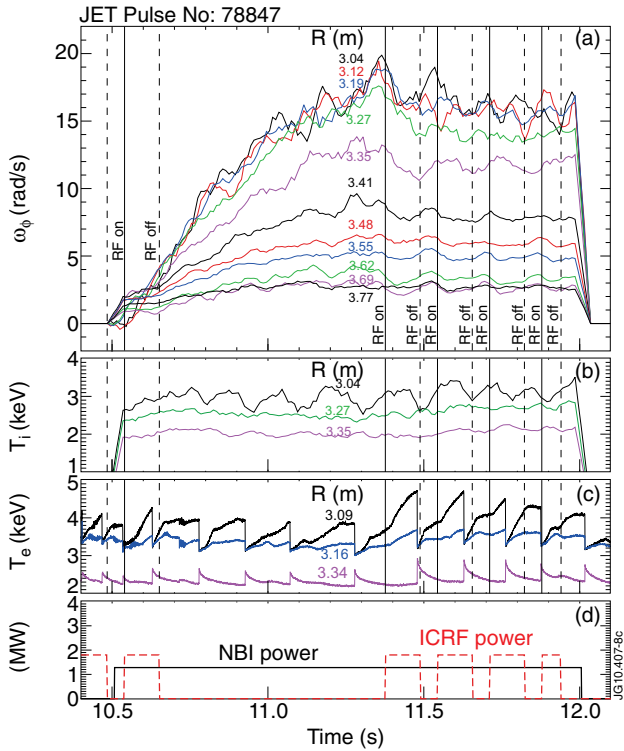 JET Pulse No: 78847
R (m)
(a)
20
15
10
5
0
ωϕ (rad/s)
3.04
3.12
3.19
3.27
3.35
3.41
3.48
3.55
3.62
3.69
3.77
RF on
RF off
RF on
RF off
RF on
RF off
RF on
RF off
RF on
RF off
R (m)
(b)
4
3
2
1
Ti (keV)
3.04
3.27
3.35
R (m)
(c)
5
4
3
2
Te (keV)
3.09
3.16
3.34
(d)
4
3
2
1
0
(MW)
NBI power
ICRF power
10.5 11.0 11.5 12.0
Time (s)
JG10.407-8c